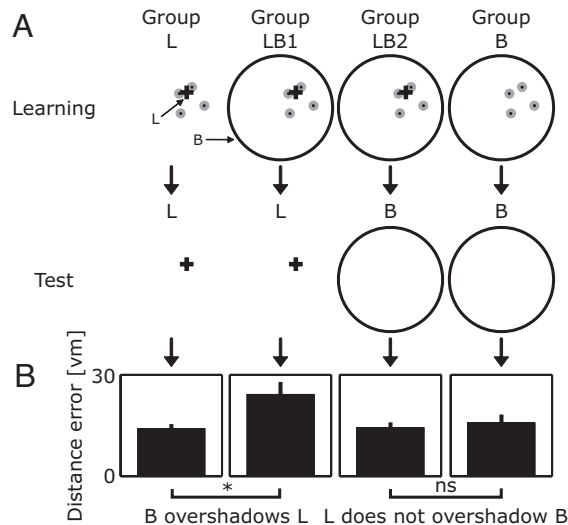 A
Group L
Group LB1
Group LB2
Group B
Learning
L
B
L
L
B
B
Test
B
Distance error [vm]
30
0
*
ns
B overshadows L
L does not overshadow B